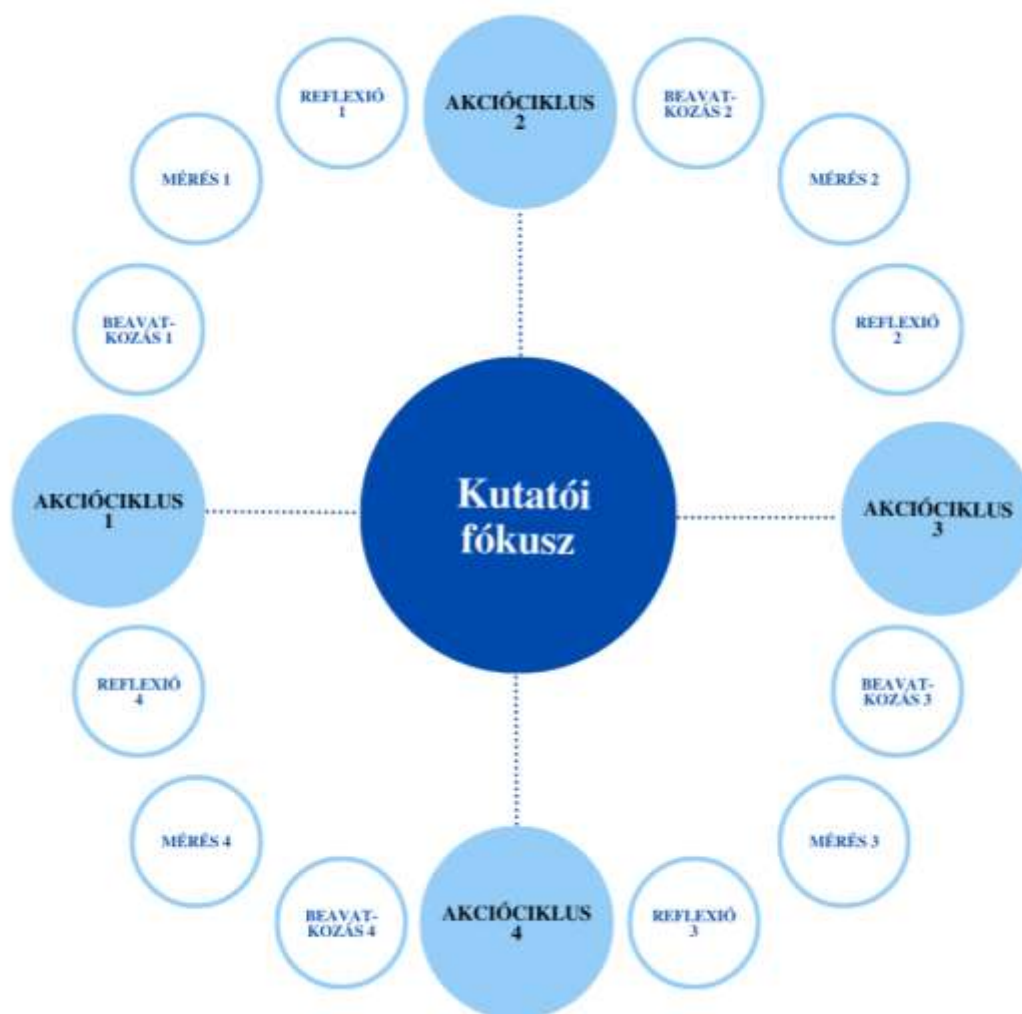 REFLEXIÓ
1
AKCIÓCIKLUS
2
BEAVAT-
KOZÁS 2
MÉRÉS 1
MÉRÉS 2
BEAVAT-
KOZÁS 1
REFLEXIÓ
2
AKCIÓCIKLUS
1
Kutatói
fókusz
AKCIÓCIKLUS
3
REFLEXIÓ
4
BEAVAT-
KOZÁS 3
MÉRÉS 4
MÉRÉS 3
BEAVAT-
KOZÁS 4
AKCIÓCIKLUS
4
REFLEXIÓ
3